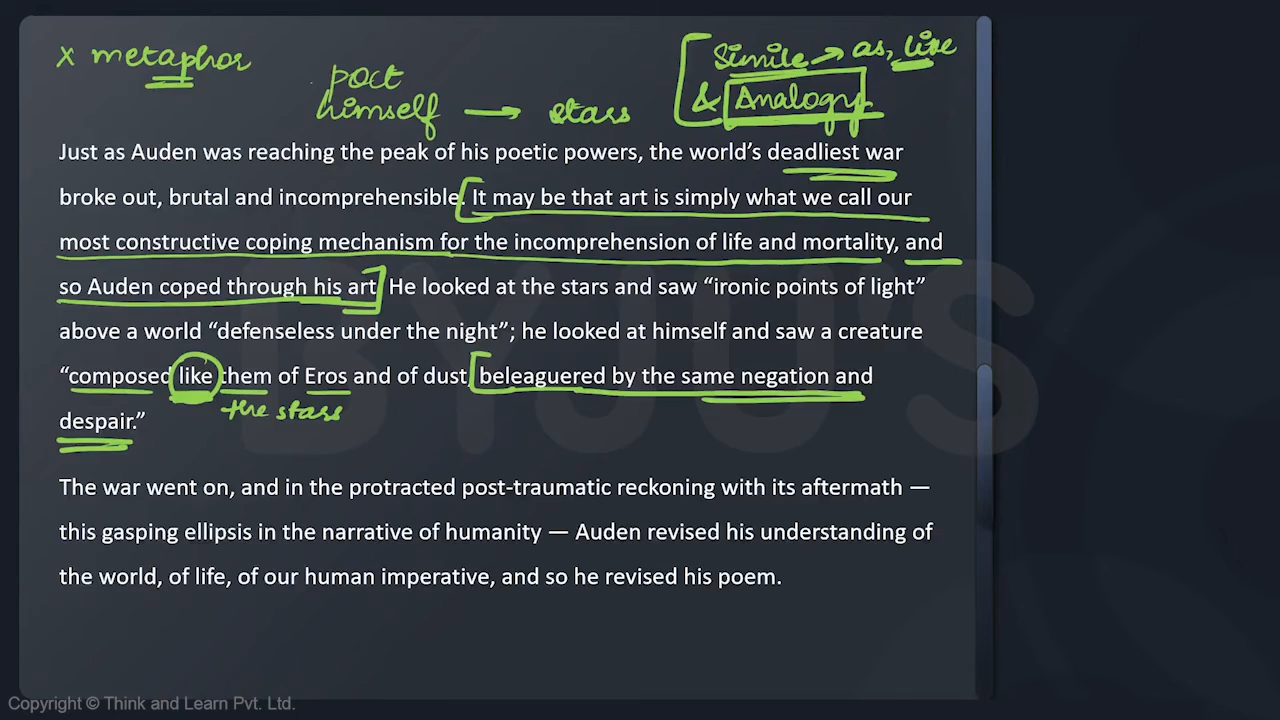 x metaphor
poet
himself → stars
Simile → as, like
& Analogy
Just as Auden was reaching the peak of his poetic powers, the world's deadliest war
broke out, brutal and incomprehensible. It may be that art is simply what we call our
most constructive coping mechanism for the incomprehension of life and mortality, and
so Auden coped through his art. He looked at the stars and saw “ironic points of light”
above a world “defenseless under the night”; he looked at himself and saw a creature
“composed like them of Eros and of dust, beleaguered by the same negation and
the stars
despair.”
The war went on, and in the protracted post-traumatic reckoning with its aftermath —
this gasping ellipsis in the narrative of humanity — Auden revised his understanding of
the world, of life, of our human imperative, and so he revised his poem.
BYJU'S
Copyright © Think and Learn Pvt. Ltd.